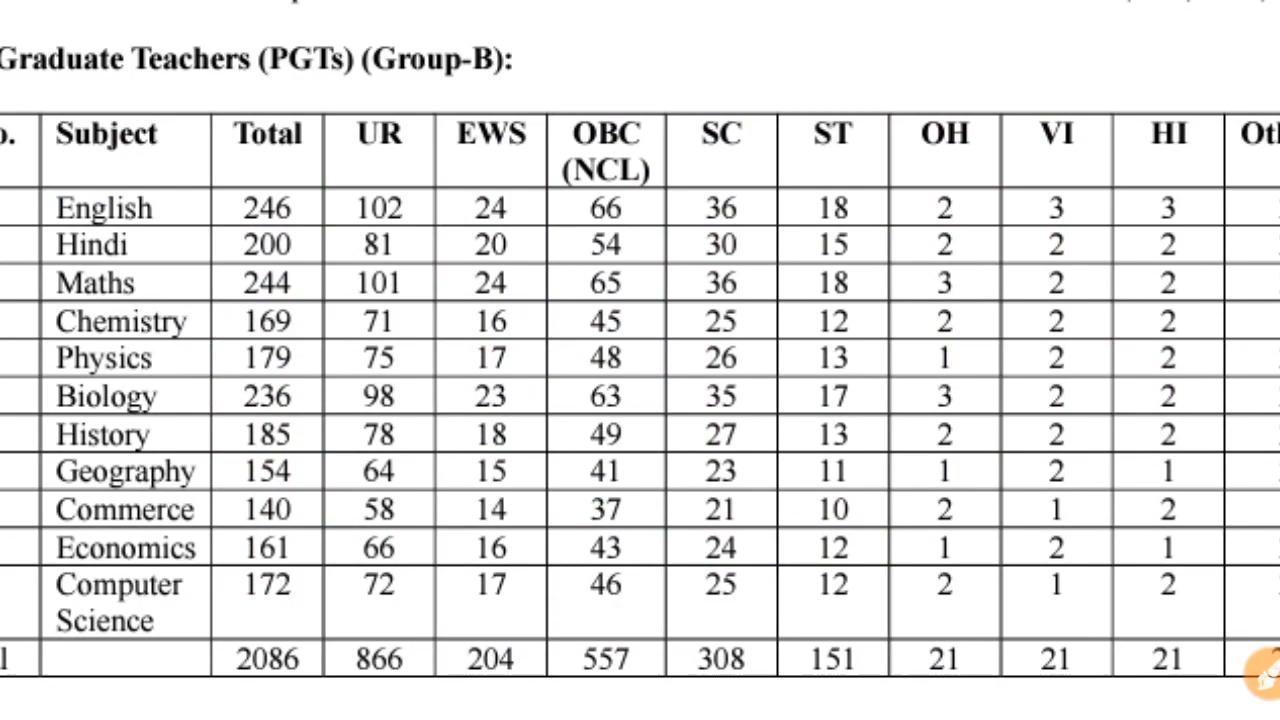 Graduate Teachers (PGTs) (Group-B):
Subject Total UR EWS OBC (NCL) SC ST OH VI HI
English 246 102 24 66 36 18 2 3 3
Hindi 200 81 20 54 30 15 2 2 2
Maths 244 101 24 65 36 18 3 2 2
Chemistry 169 71 16 45 25 12 2 2 2
Physics 179 75 17 48 26 13 1 2 2
Biology 236 98 23 63 35 17 3 2 2
History 185 78 18 49 27 13 2 2 2
Geography 154 64 15 41 23 11 1 2 1
Commerce 140 58 14 37 21 10 2 1 2
Economics 161 66 16 43 24 12 1 2 1
Computer Science 172 72 17 46 25 12 2 1 2
2086 866 204 557 308 151 21 21 21